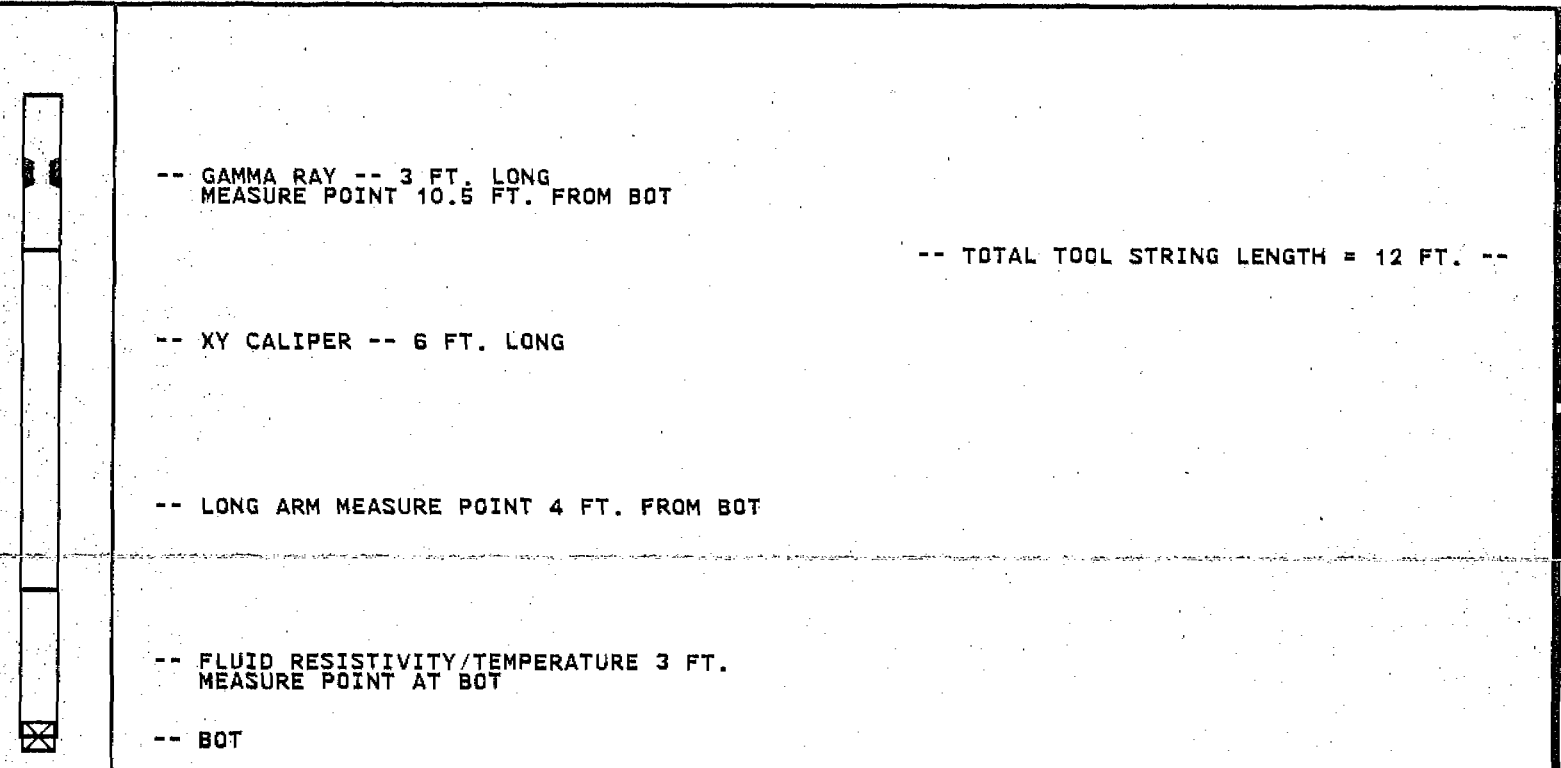 -- GAMMA RAY -- 3 FT. LONG
MEASURE POINT 10.5 FT. FROM BOT
-- TOTAL TOOL STRING LENGTH = 12 FT. --
-- XY CALIPER -- 6 FT. LONG
-- LONG ARM MEASURE POINT 4 FT. FROM BOT
-- FLUID RESISTIVITY/TEMPERATURE 3 FT.
MEASURE POINT AT BOT
-- BOT